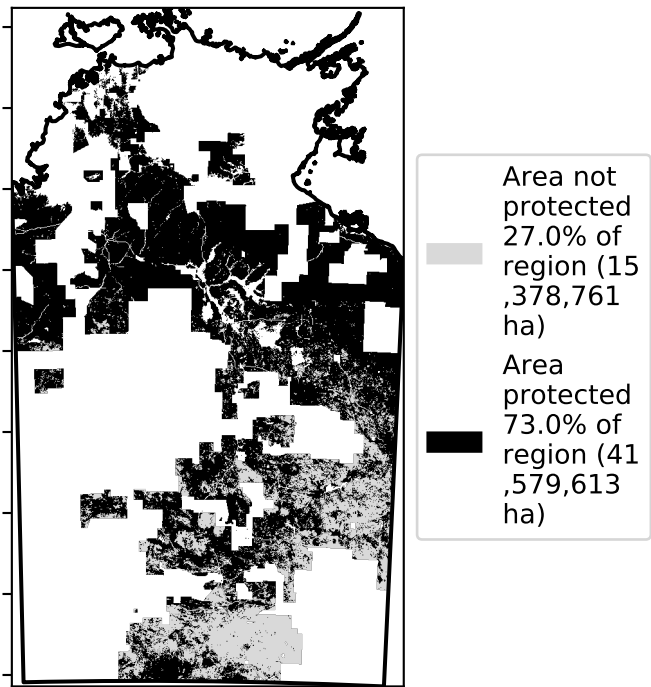 Area not
protected
27.0% of
region (15
,378,761
ha)
Area
protected
73.0% of
region (41
,579,613
ha)